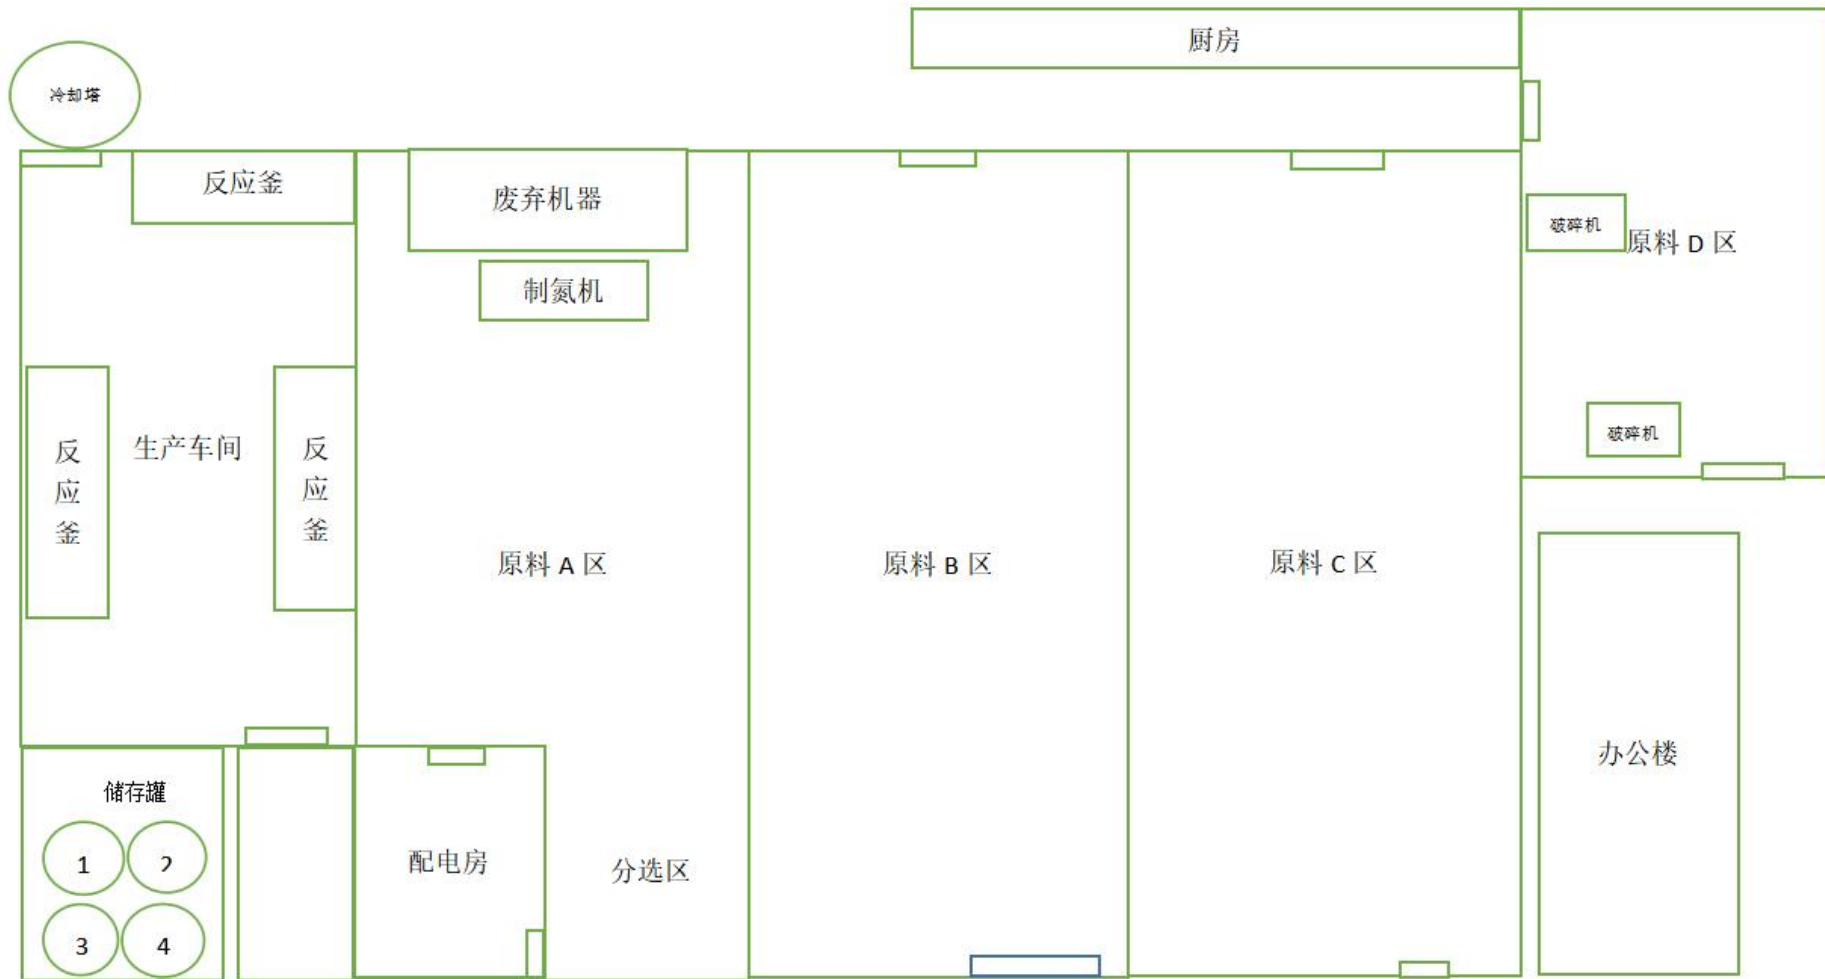 厨房
冷却塔
反应釜
废弃机器
破碎机
原料 D 区
制氮机
反应釜
生产车间
反应釜
破碎机
原料 A 区
原料 B 区
原料 C 区
办公楼
储存罐
1
2
配电房
分选区
3
4